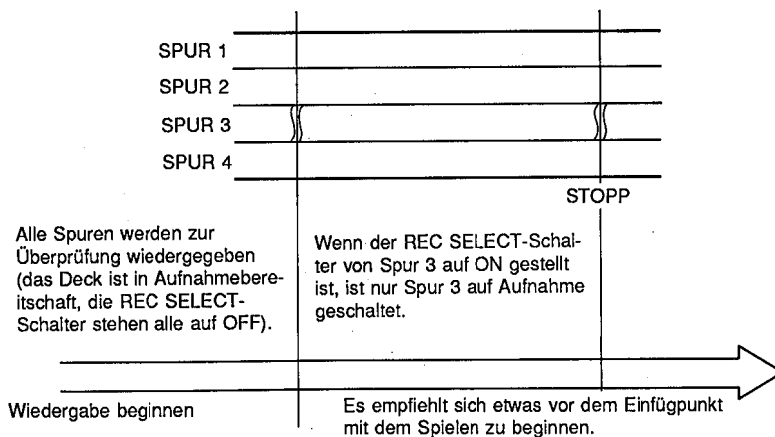 SPUR 1
SPUR 2
SPUR 3
SPUR 4
STOPP
Alle Spuren werden zur
Überprüfung wiedergegeben
(das Deck ist in Aufnahmebere-
itschaft, die REC SELECT-
Schalter stehen alle auf OFF).
Wenn der REC SELECT-Schal-
ter von Spur 3 auf ON gestellt
ist, ist nur Spur 3 auf Aufnahme
geschaltet.
Wiedergabe beginnen
Es empfiehlt sich etwas vor dem Einfügpunkt
mit dem Spielen zu beginnen.